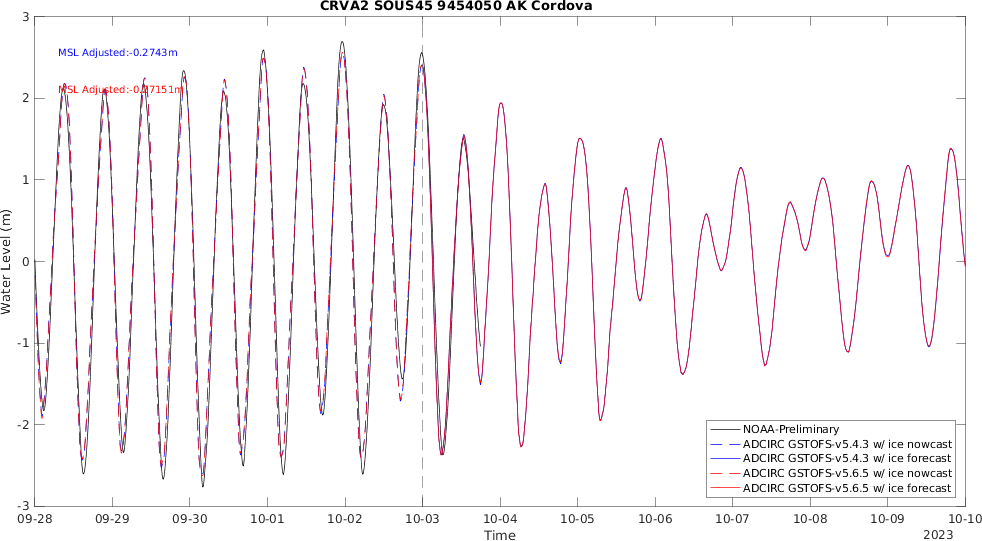 CRVA2 SOUS45 9454050 AK Cordova
3
MSL Adjusted:-0.2743m
MSL Adjusted:-0.27151m
2
1
0
-1
-2
-3
Water Level (m)
NOAA-Preliminary
ADCIRC GSTOFS-v5.4.3 w/ ice nowcast
ADCIRC GSTOFS-v5.4.3 w/ ice forecast
ADCIRC GSTOFS-v5.6.5 w/ ice nowcast
ADCIRC GSTOFS-v5.6.5 w/ ice forecast
09-28 09-29 09-30 10-01 10-02 10-03 10-04 10-05 10-06 10-07 10-08 10-09 10-10
Time
2023